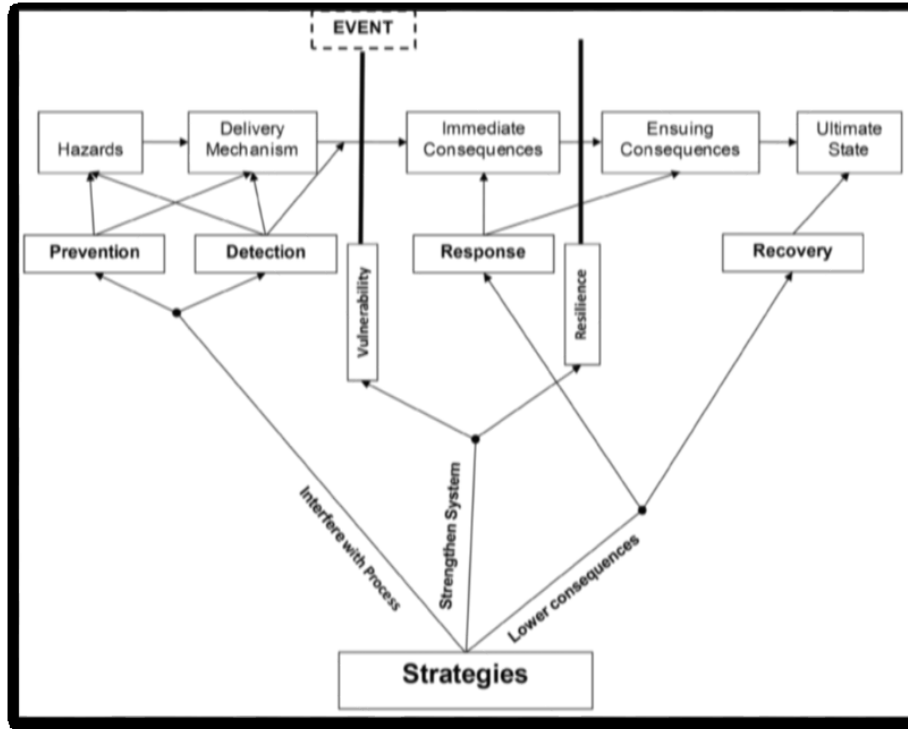 EVENT
Hazards
Delivery
Mechanism
Immediate
Consequences
Ensuing
Consequences
Ultimate
State
Prevention
Detection
Vulnerability
Response
Resilience
Recovery
Interfere with Process
Strengthen System
Lower consequences
Strategies